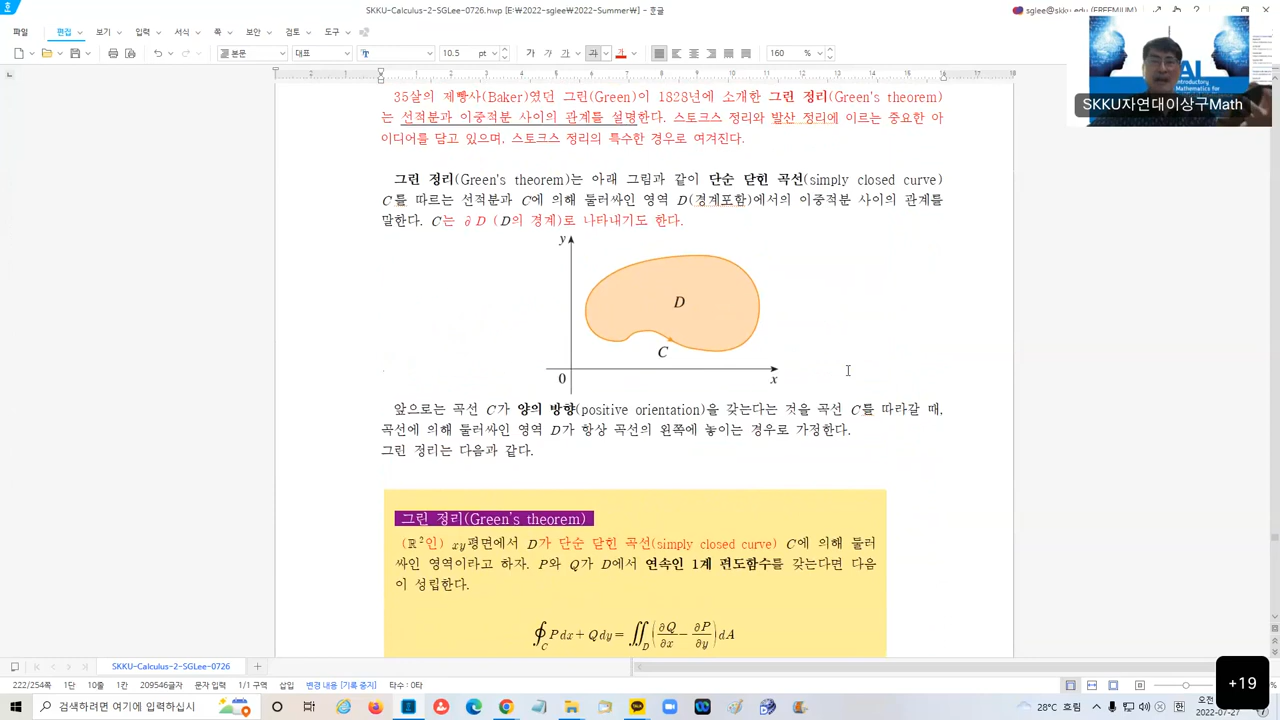 SKKU-Calculus-2-SGLee-0726.hwp [E:\2022-sglee\2022-Summer\] - 훈글
파일 편집 보기 입력 서식 쪽 보안 검토 도구
본문 대표 10.5 가 가 가 160 %
SKKU자연대이상구Math
35살의 제빵사(Baker)였던 그린(Green)이 1828년에 소개한 그린 정리(Green's theorem)
는 선적분과 이중적분 사이의 관계를 설명한다. 스토크스 정리와 발산 정리에 이르는 중요한 아
이디어를 담고 있으며, 스토크스 정리의 특수한 경우로 여겨진다.
그린 정리(Green's theorem)는 아래 그림과 같이 단순 닫힌 곡선(simply closed curve)
C를 따르는 선적분과 C에 의해 둘러싸인 영역 D(경계포함)에서의 이중적분 사이의 관계를
말한다. C는 ∂D (D의 경계)로 나타내기도 한다.
y
D
C
0
x
앞으로는 곡선 C가 양의 방향(positive orientation)을 갖는다는 것을 곡선 C를 따라갈 때,
곡선에 의해 둘러싸인 영역 D가 항상 곡선의 왼쪽에 놓이는 경우로 가정한다.
그린 정리는 다음과 같다.
그린 정리(Green's theorem)
(ℝ²인) xy평면에서 D가 단순 닫힌 곡선(simply closed curve) C에 의해 둘러
싸인 영역이라고 하자. P와 Q가 D에서 연속인 1계 편도함수를 갖는다면 다음
이 성립한다.
∮_C P dx + Q dy = ∬_D (∂Q/∂x − ∂P/∂y) dA
SKKU-Calculus-2-SGLee-0726
222/254쪽 1단 10줄 1칸 209546글자 문자 입력 1/1 구역 삽입 변경 내용 [기록 중지] 타수 : 0타
+19
검색하려면 여기에 입력하십시오
28°C 흐림
오전
2022-07-27